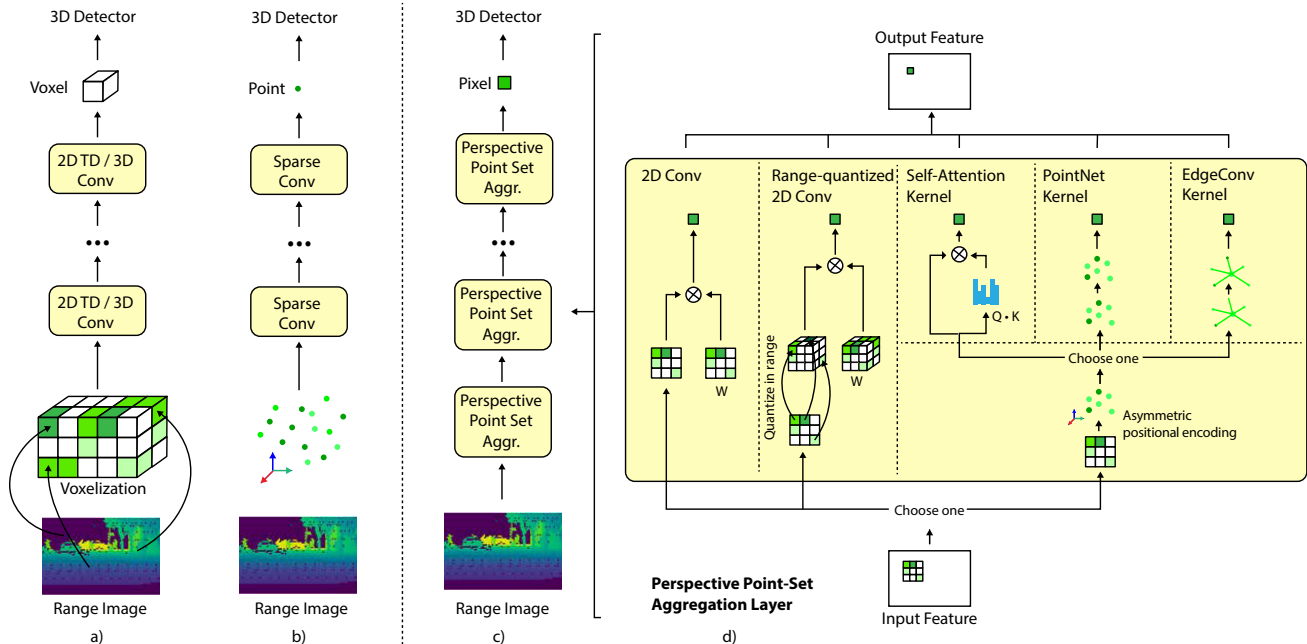 3D Detector
Voxel
2D TD / 3D
Conv
•••
2D TD / 3D
Conv
Voxelization
Range Image
a)
3D Detector
Point
Sparse
Conv
•••
Sparse
Conv
Range Image
b)
3D Detector
Pixel
Perspective
Point Set
Aggr.
•••
Perspective
Point Set
Aggr.
Perspective
Point Set
Aggr.
Range Image
c)
Output Feature
2D Conv
W
Range-quantized
2D Conv
Quantize in range
W
Self-Attention
Kernel
Q • K
PointNet
Kernel
EdgeConv
Kernel
Choose one
Asymmetric
positional encoding
Choose one
Perspective Point-Set
Aggregation Layer
Input Feature
d)